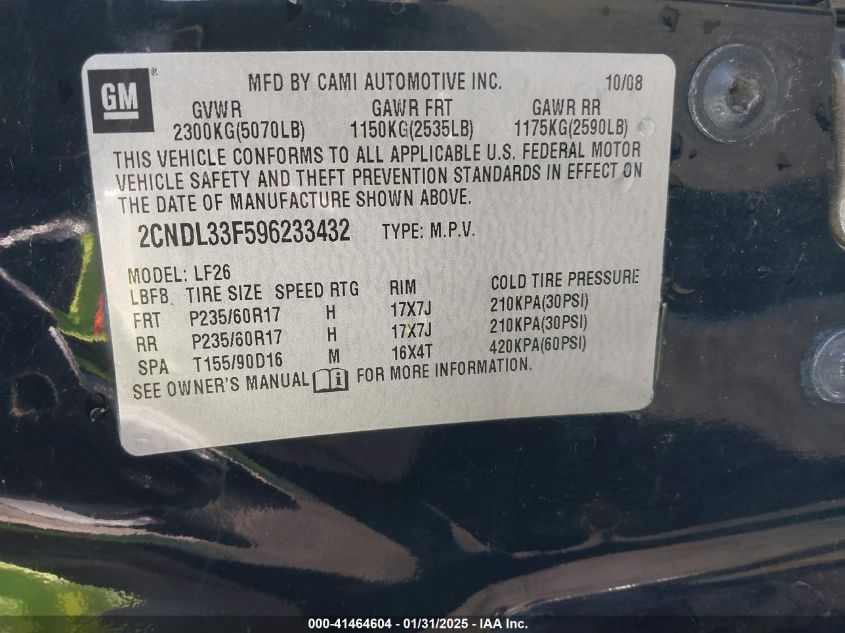 GM ®
MFD BY CAMI AUTOMOTIVE INC. 10/08
GVWR GAWR FRT GAWR RR
2300KG(5070LB) 1150KG(2535LB) 1175KG(2590LB)
THIS VEHICLE CONFORMS TO ALL APPLICABLE U.S. FEDERAL MOTOR
VEHICLE SAFETY AND THEFT PREVENTION STANDARDS IN EFFECT ON
THE DATE OF MANUFACTURE SHOWN ABOVE.
2CNDL33F596233432 TYPE: M.P.V.
MODEL: LF26
LBFB TIRE SIZE SPEED RTG RIM COLD TIRE PRESSURE
FRT P235/60R17 H 17X7J 210KPA(30PSI)
RR P235/60R17 H 17X7J 210KPA(30PSI)
SPA T155/90D16 M 16X4T 420KPA(60PSI)
SEE OWNER'S MANUAL FOR MORE INFORMATION.
000-41464604 - 01/31/2025 - IAA Inc.